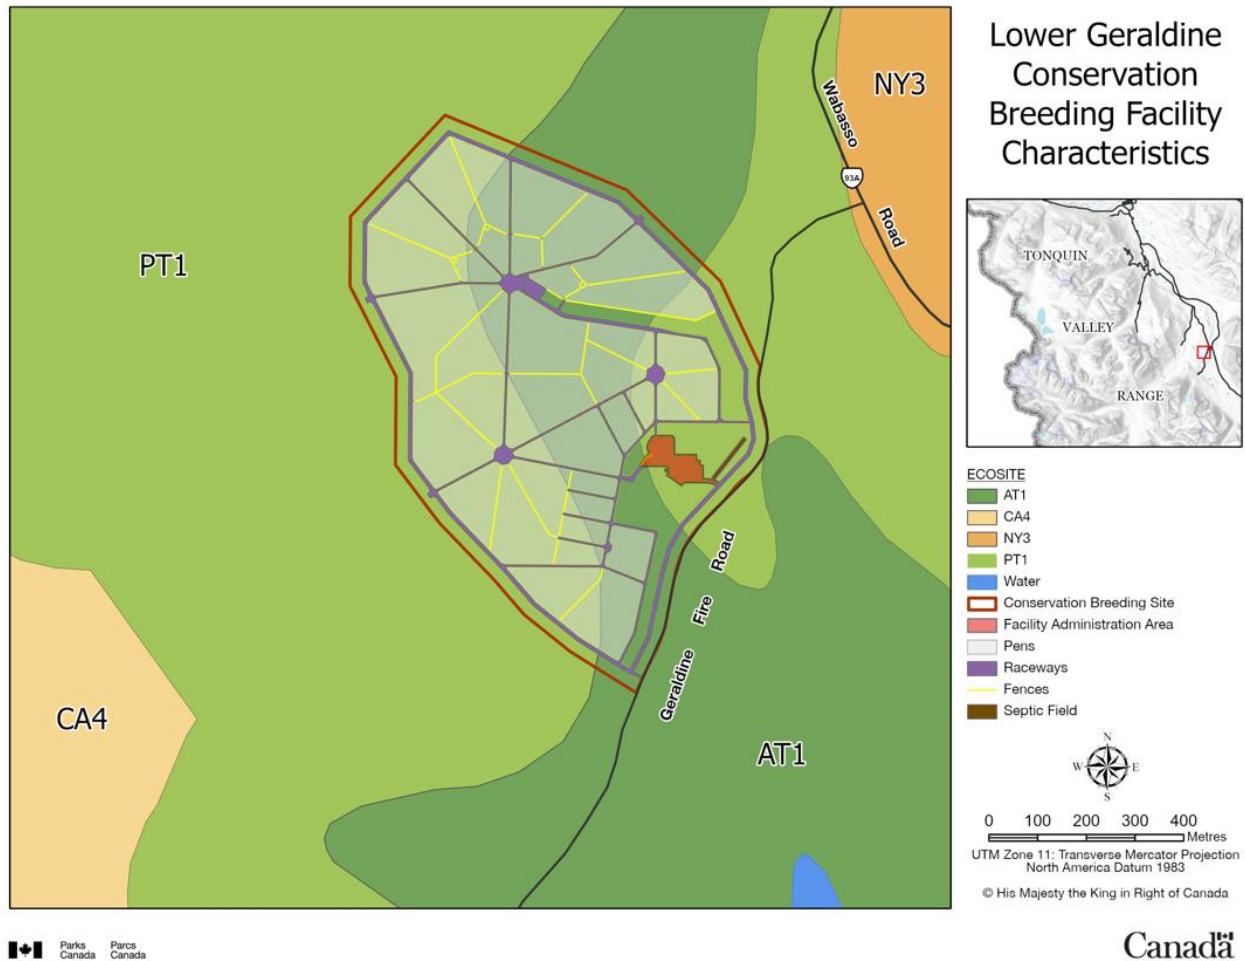 Lower Geraldine
Conservation
Breeding Facility
Characteristics
NY3
Wabasso
93A
Road
PT1
CA4
AT1
Geraldine Fire Road
TONQUIN
VALLEY
RANGE
ECOSITE
AT1
CA4
NY3
PT1
Water
Conservation Breeding Site
Facility Administration Area
Pens
Raceways
Fences
Septic Field
N
W E
S
0 100 200 300 400
Metres
UTM Zone 11: Transverse Mercator Projection
North America Datum 1983
© His Majesty the King in Right of Canada
Parks Parcs
Canada Canada
Canada